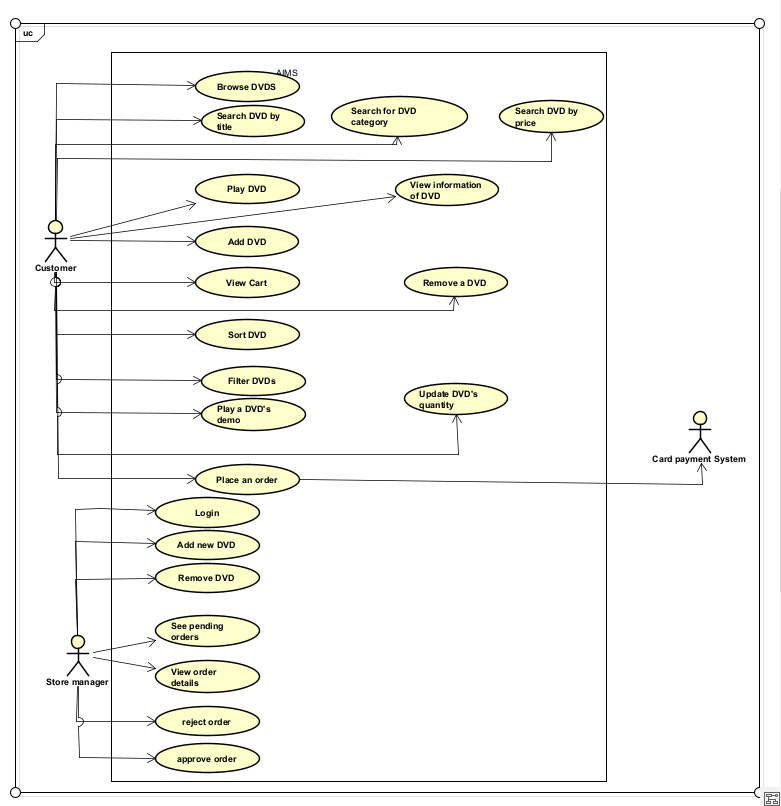 uc
AIMS
Browse DVDS
Search DVD by
title
Search for DVD
category
Search DVD by
price
Play DVD
View information
of DVD
Add DVD
Customer
View Cart
Remove a DVD
Sort DVD
Filter DVDs
Play a DVD's
demo
Update DVD's
quantity
Card payment System
Place an order
Login
Add new DVD
Remove DVD
See pending
orders
Store manager
View order
details
reject order
approve order